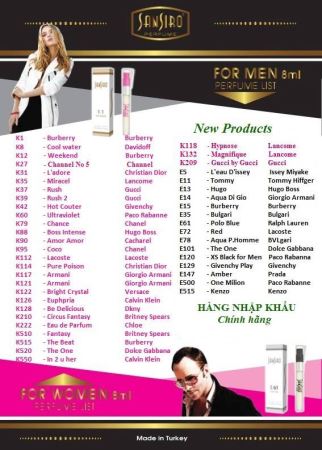 SANSIRO
PERFUME
FOR MEN 8ml
PERFUME LIST
K1 - Burberry Burberry
K8 - Cool water Davidoff
K12 - Weekend Burberry
K27 - Channel No 5 Channel
K31 - L'adore Christian Dior
K35 - Miracel Lancome
K37 - Rush Gucci
K39 - Rush 2 Gucci
K42 - Hot Couter Givenchy
K60 - Ultraviolet Paco Rabanne
K79 - Chance Chanel
K88 - Boss Intense Hugo Boss
K90 - Amor Amor Cacharel
K95 - Coco Chanel
K112 - Lacoste Lacoste
K114 - Pure Poison Christian Dior
K117 - Armani Giorgio Armani
K121 - Armani Giorgio Armani
K122 - Bright Crystal Versace
K126 - Euphria Calvin Klein
K128 - Be Delicious Dkny
K210 - Circus Fantasy Britney Spears
K222 - Eau de Parfum Chloe
K510 - Fantasy Britney Spears
K515 - The Beat Burberry
K520 - The One Dolce Gabbana
K550 - In 2 u her Calvin Klein
New Products
K118 - Hypnose Lancome
K132 - Magnifique Lancome
K209 - Gucci by Gucci Gucci
E5 - L'eau D'issey Issey Miyake
E11 - Tommy Tommy Hiffger
E13 - Hugo Hugo Boss
E14 - Aqua Di Gio Giorgio Armani
E15 - Burberry Burberry
E35 - Bulgari Bulgari
E61 - Polo Blue Ralph Lauren
E72 - Red Lacoste
E78 - Aqua P.Homme BVLgari
E101 - The One Dolce Gabbana
E120 - XS Black for Men Paco Rabanna
E129 - Givenchy Play Givenchy
E147 - Amber Prada
E500 - One Milion Paco Rabanne
E515 - Kenzo Kenzo
HÀNG NHẬP KHẨU
Chính hãng
FOR WOMEN 8ml
PERFUME LIST
Made in Turkey